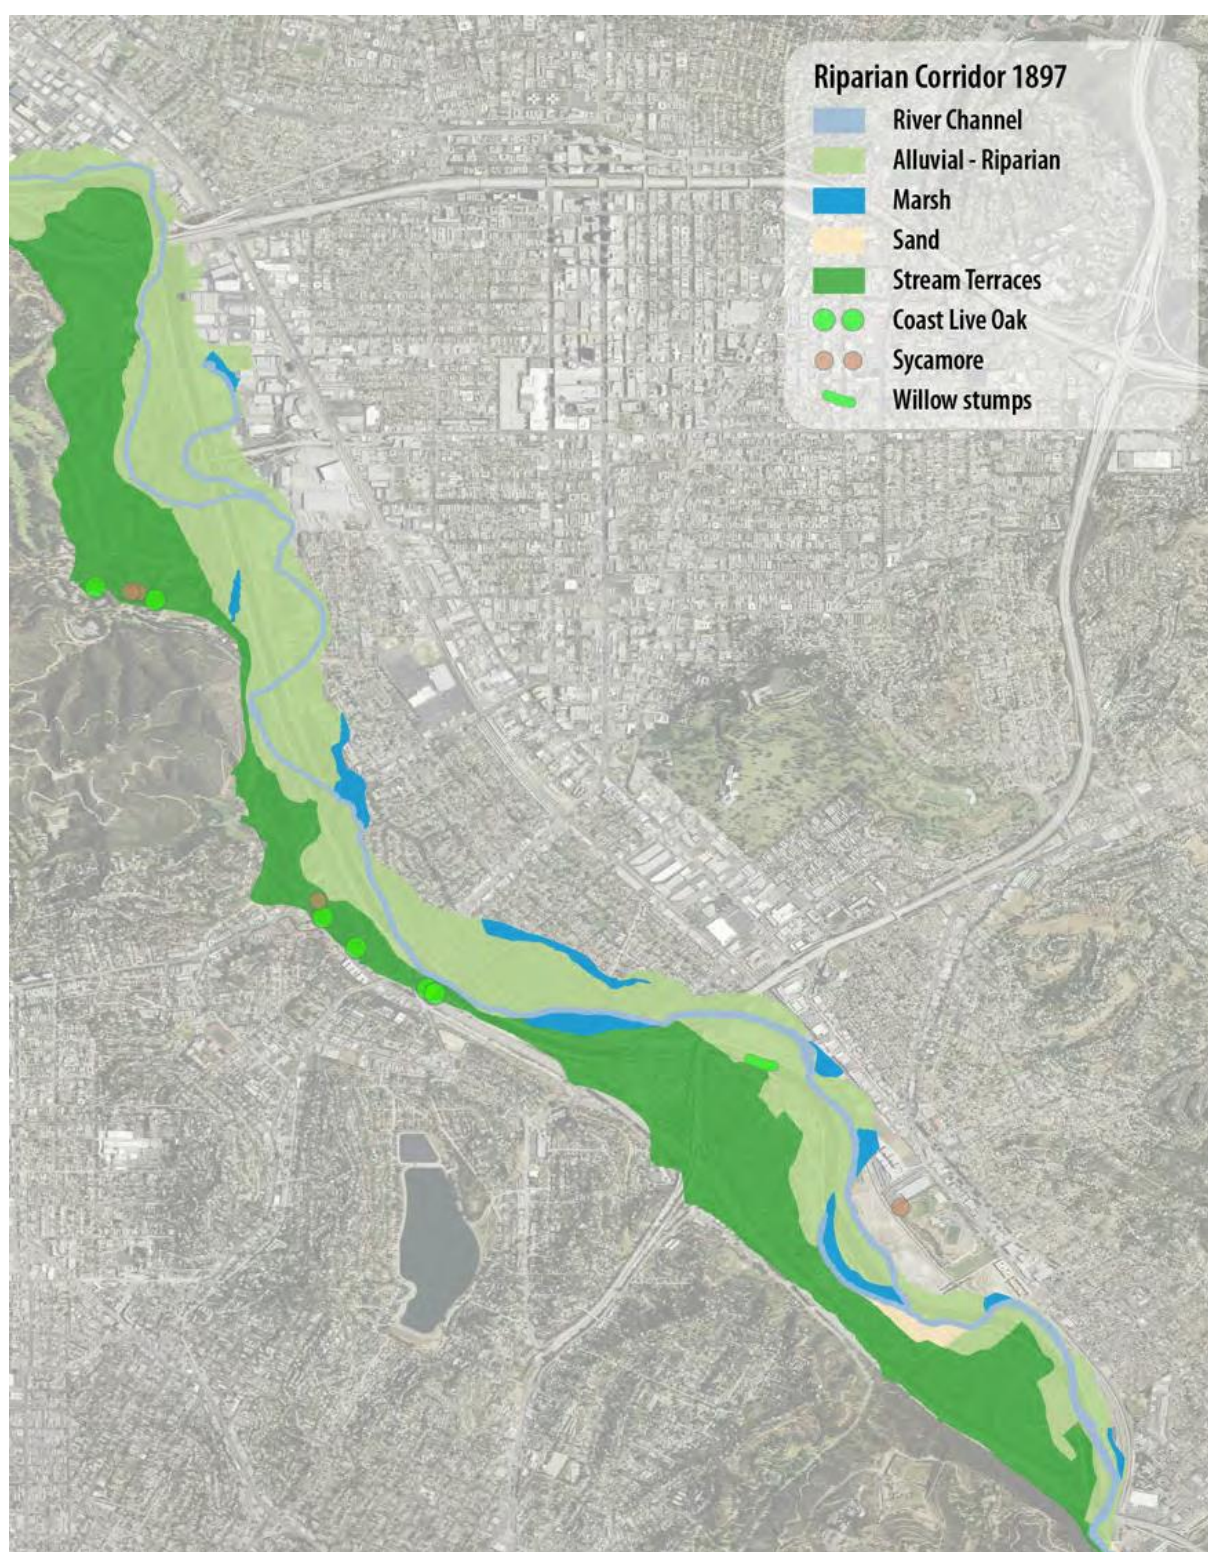 Riparian Corridor 1897
River Channel
Alluvial - Riparian
Marsh
Sand
Stream Terraces
Coast Live Oak
Sycamore
Willow stumps